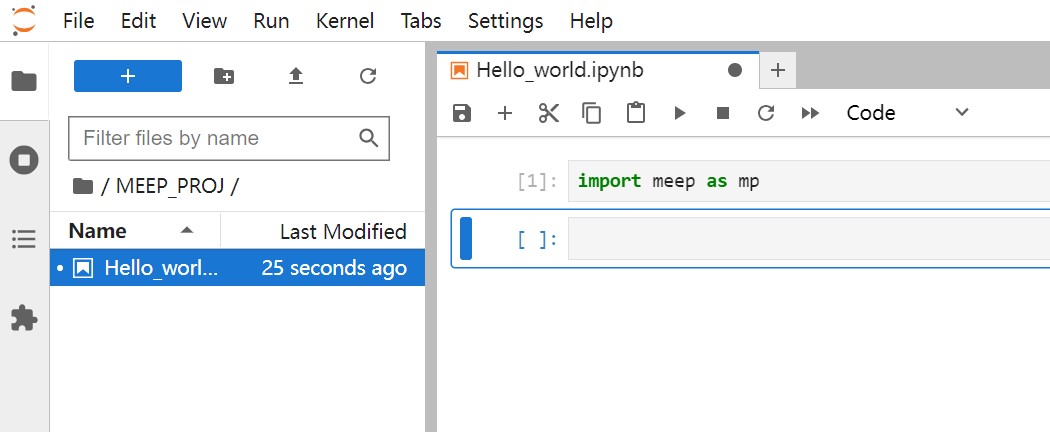 File Edit View Run Kernel Tabs Settings Help
Filter files by name
/ MEEP_PROJ /
Name Last Modified
Hello_worl... 25 seconds ago
Hello_world.ipynb
Code
[1]: import meep as mp
[ ]: